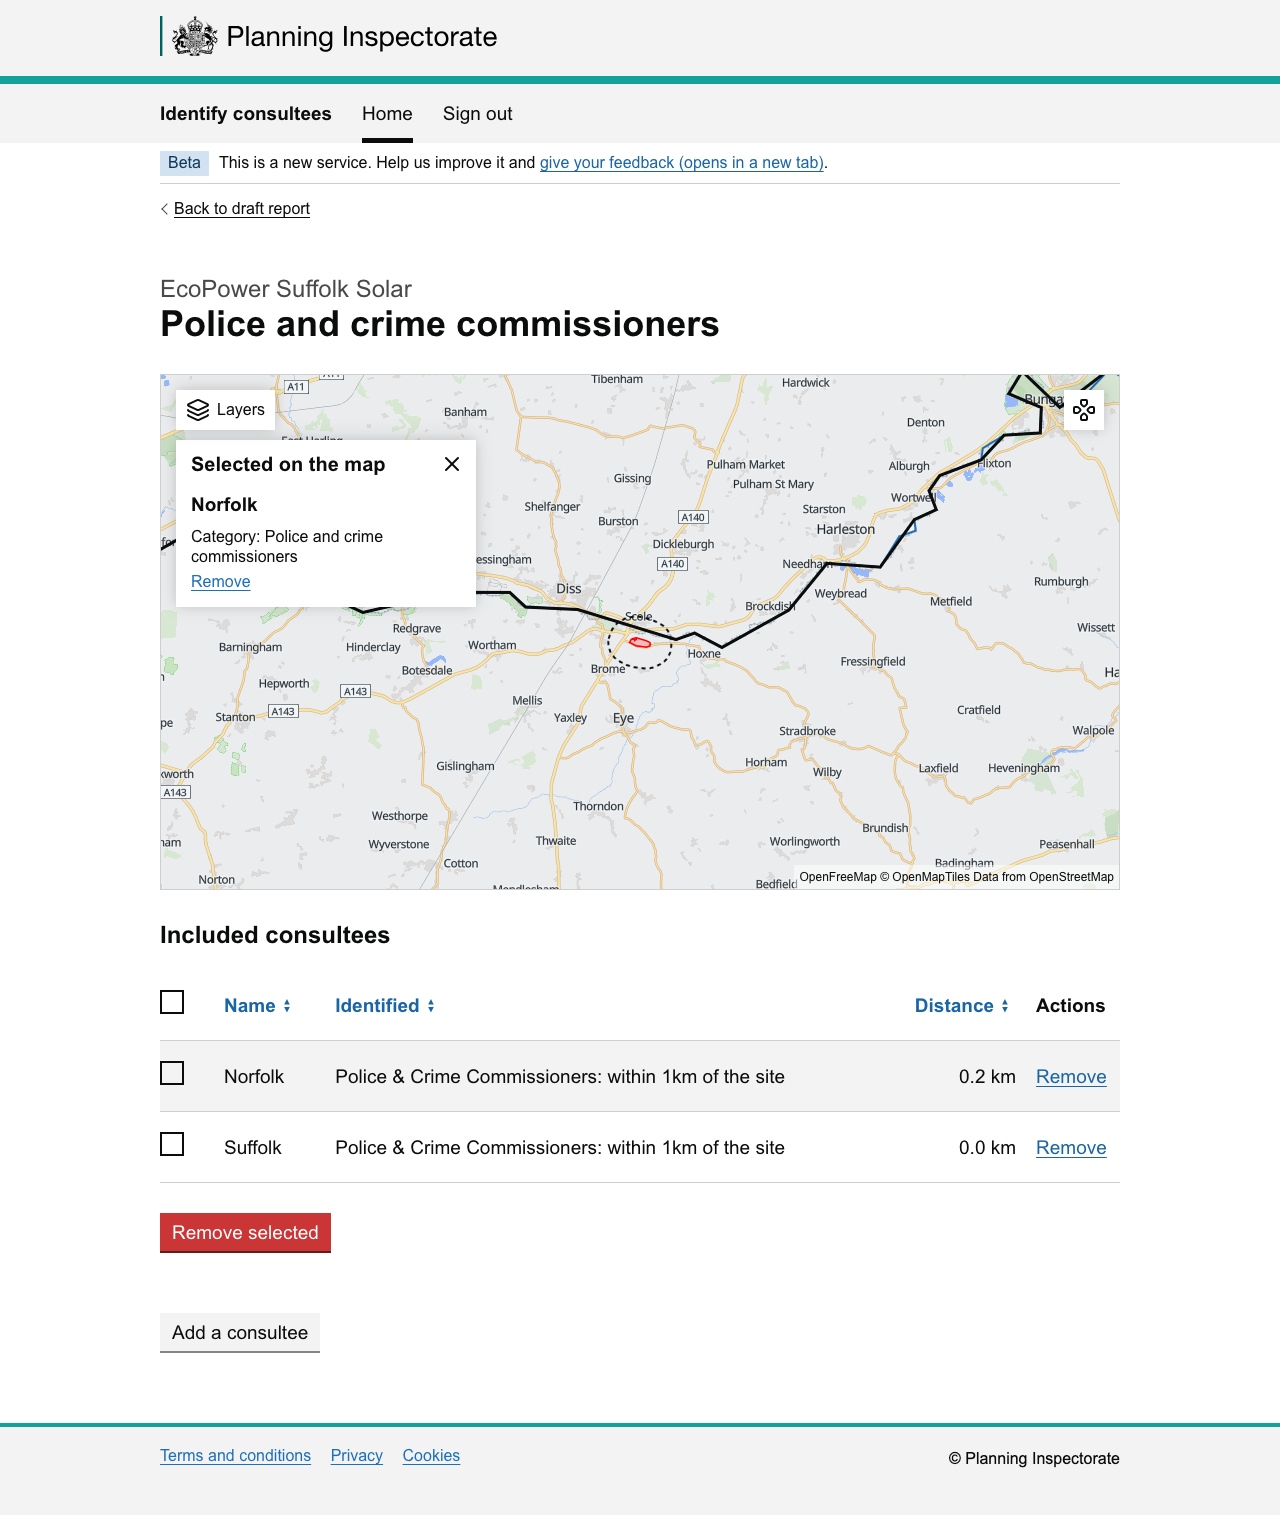 Planning Inspectorate
Identify consultees
Home
Sign out
Beta
This is a new service. Help us improve it and give your feedback (opens in a new tab).
Back to draft report
EcoPower Suffolk Solar
Police and crime commissioners
Layers
Selected on the map
Norfolk
Category: Police and crime
commissioners
Remove
A11
Tibenham
Hardwick
Banham
Denton
Pulham Market
Alburgh
Flixton
Gissing
Pulham St Mary
Wortwell
Shelfanger
Starston
Burston
A140
Harleston
Dickleburgh
A140
Needham
Diss
Weybread
Rumburgh
Brockdish
Metfield
Scole
Redgrave
Wissett
Barningham
Hinderclay
Wortham
Hoxne
Fressingfield
Botesdale
Brome
Hepworth
A143
Mellis
A143
Stanton
Yaxley
Eye
Cratfield
Stradbroke
Walpole
Gislingham
Horham
Wilby
Laxfield
Heveningham
A143
Thorndon
Westhorpe
Brundish
Wyverstone
Thwaite
Worlingworth
Peasenhall
Cotton
Badingham
Norton
OpenFreeMap © OpenMapTiles Data from OpenStreetMap
Included consultees
Name
Identified
Distance
Actions
Norfolk
Police & Crime Commissioners: within 1km of the site
0.2 km
Remove
Suffolk
Police & Crime Commissioners: within 1km of the site
0.0 km
Remove
Remove selected
Add a consultee
Terms and conditions
Privacy
Cookies
© Planning Inspectorate